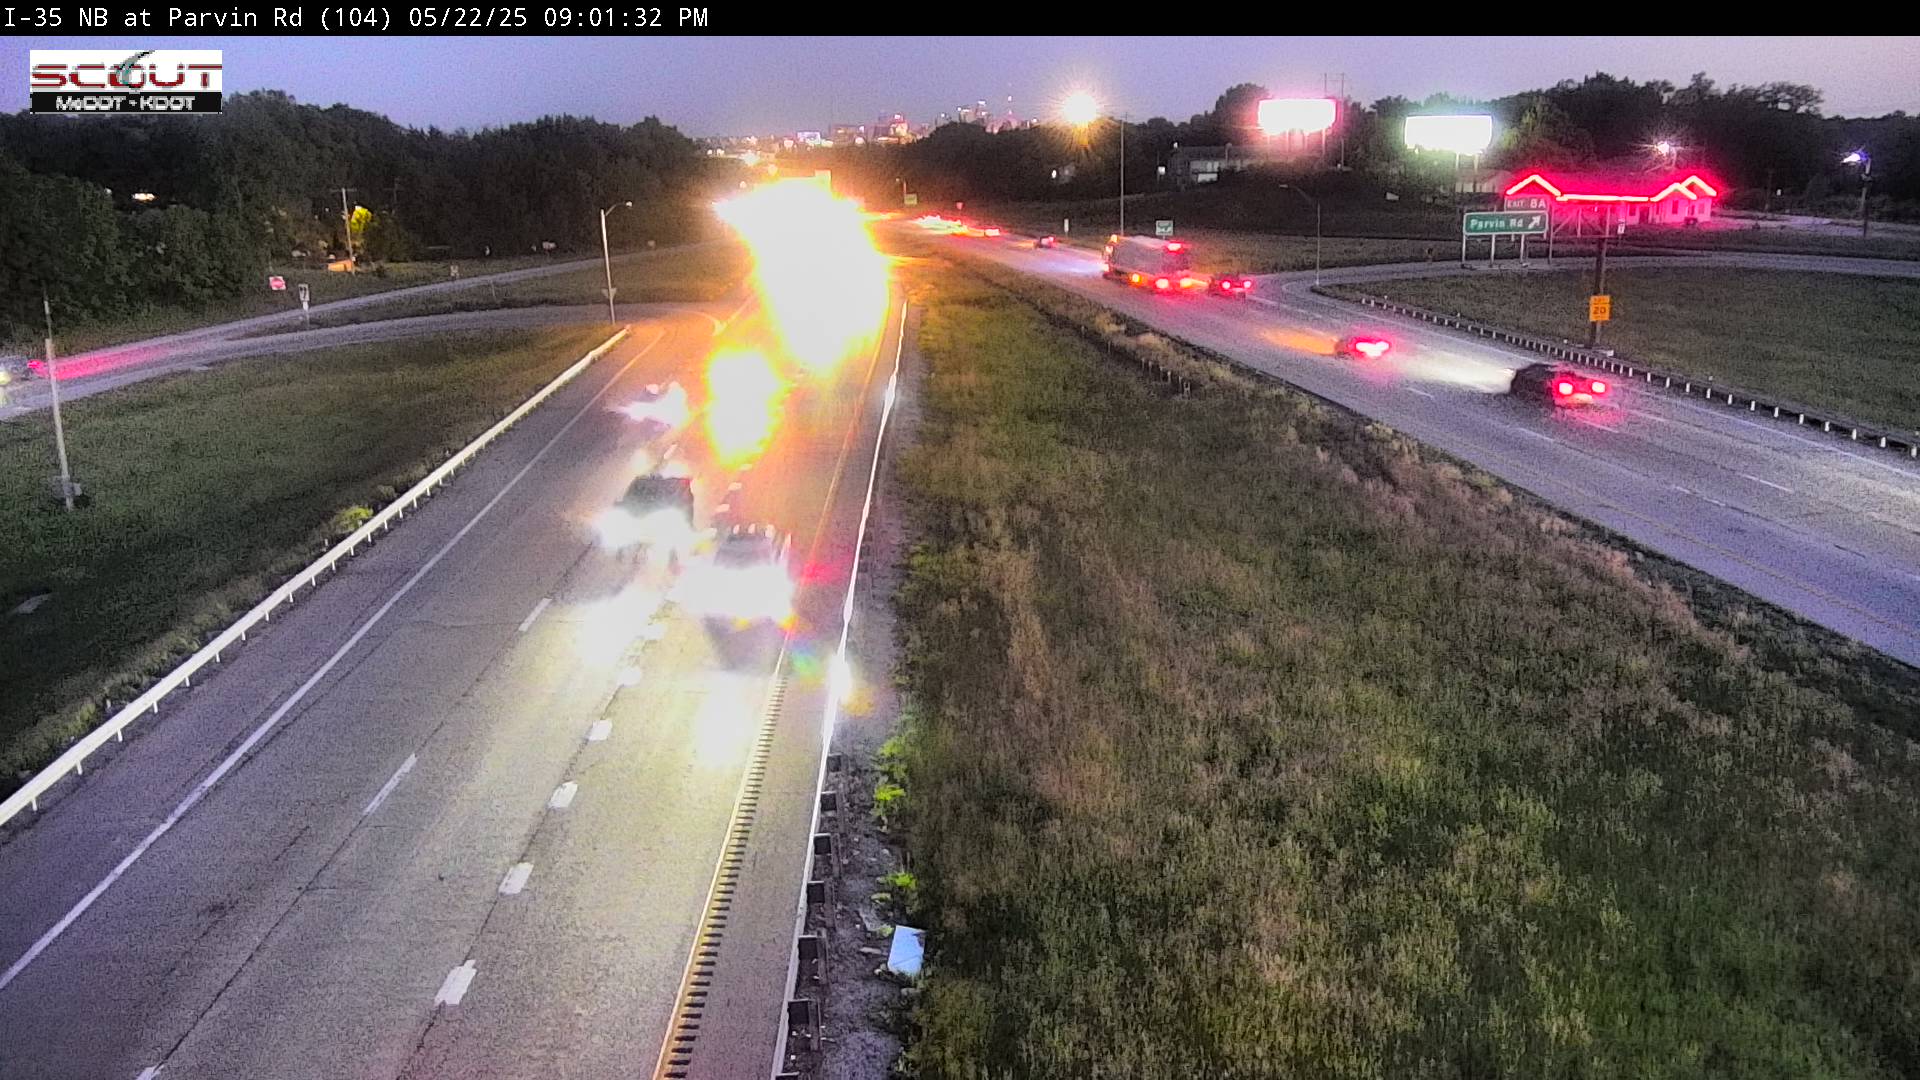 I-35 NB at Parvin Rd (104) 05/22/25 09:01:32 PM
SCOUT
MoDOT - KDOT
EXIT 8A
Parvin Rd
20